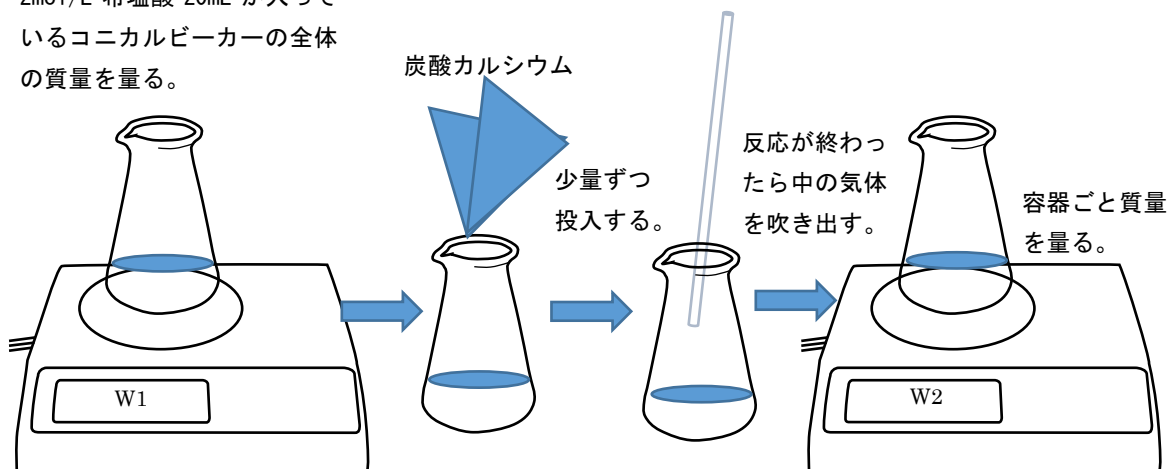 いるコニカルビーカーの全体
の質量を量る。
炭酸カルシウム
少量ずつ
投入する。
反応が終わっ
たら中の気体
を吹き出す。
容器ごと質量
を量る。
W1
W2